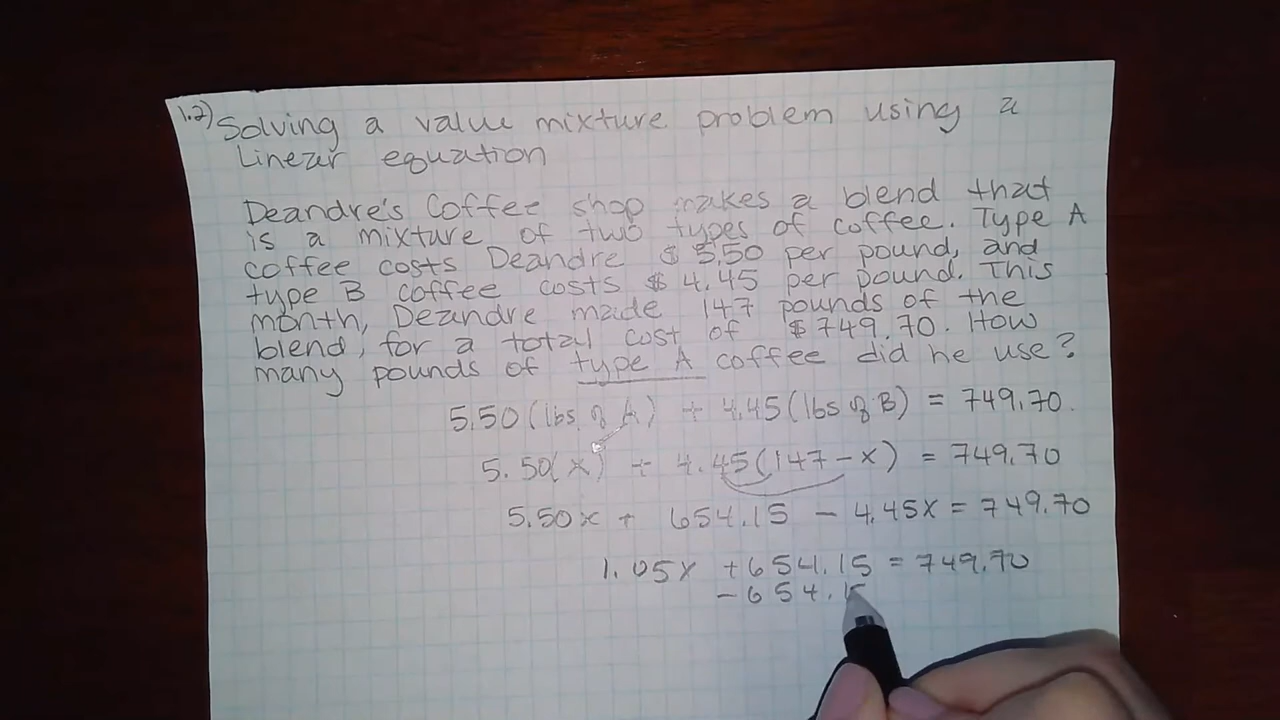 1.2) Solving a value mixture problem using a
Linear equation
Deandre's Coffee shop makes a blend that
is a mixture of two types of coffee. Type A
coffee costs Deandre $5.50 per pound, and
type B coffee costs $4.45 per pound. This
month, Deandre made 147 pounds of the
blend, for a total cost of $749.70. How
many pounds of type A coffee did he use?
5.50(lbs of A) + 4.45(lbs of B) = 749.70.
5.50(x) + 4.45(147-x) = 749.70
5.50x + 654.15 - 4.45x = 749.70
1.05x + 654.15 = 749.70
- 654.15